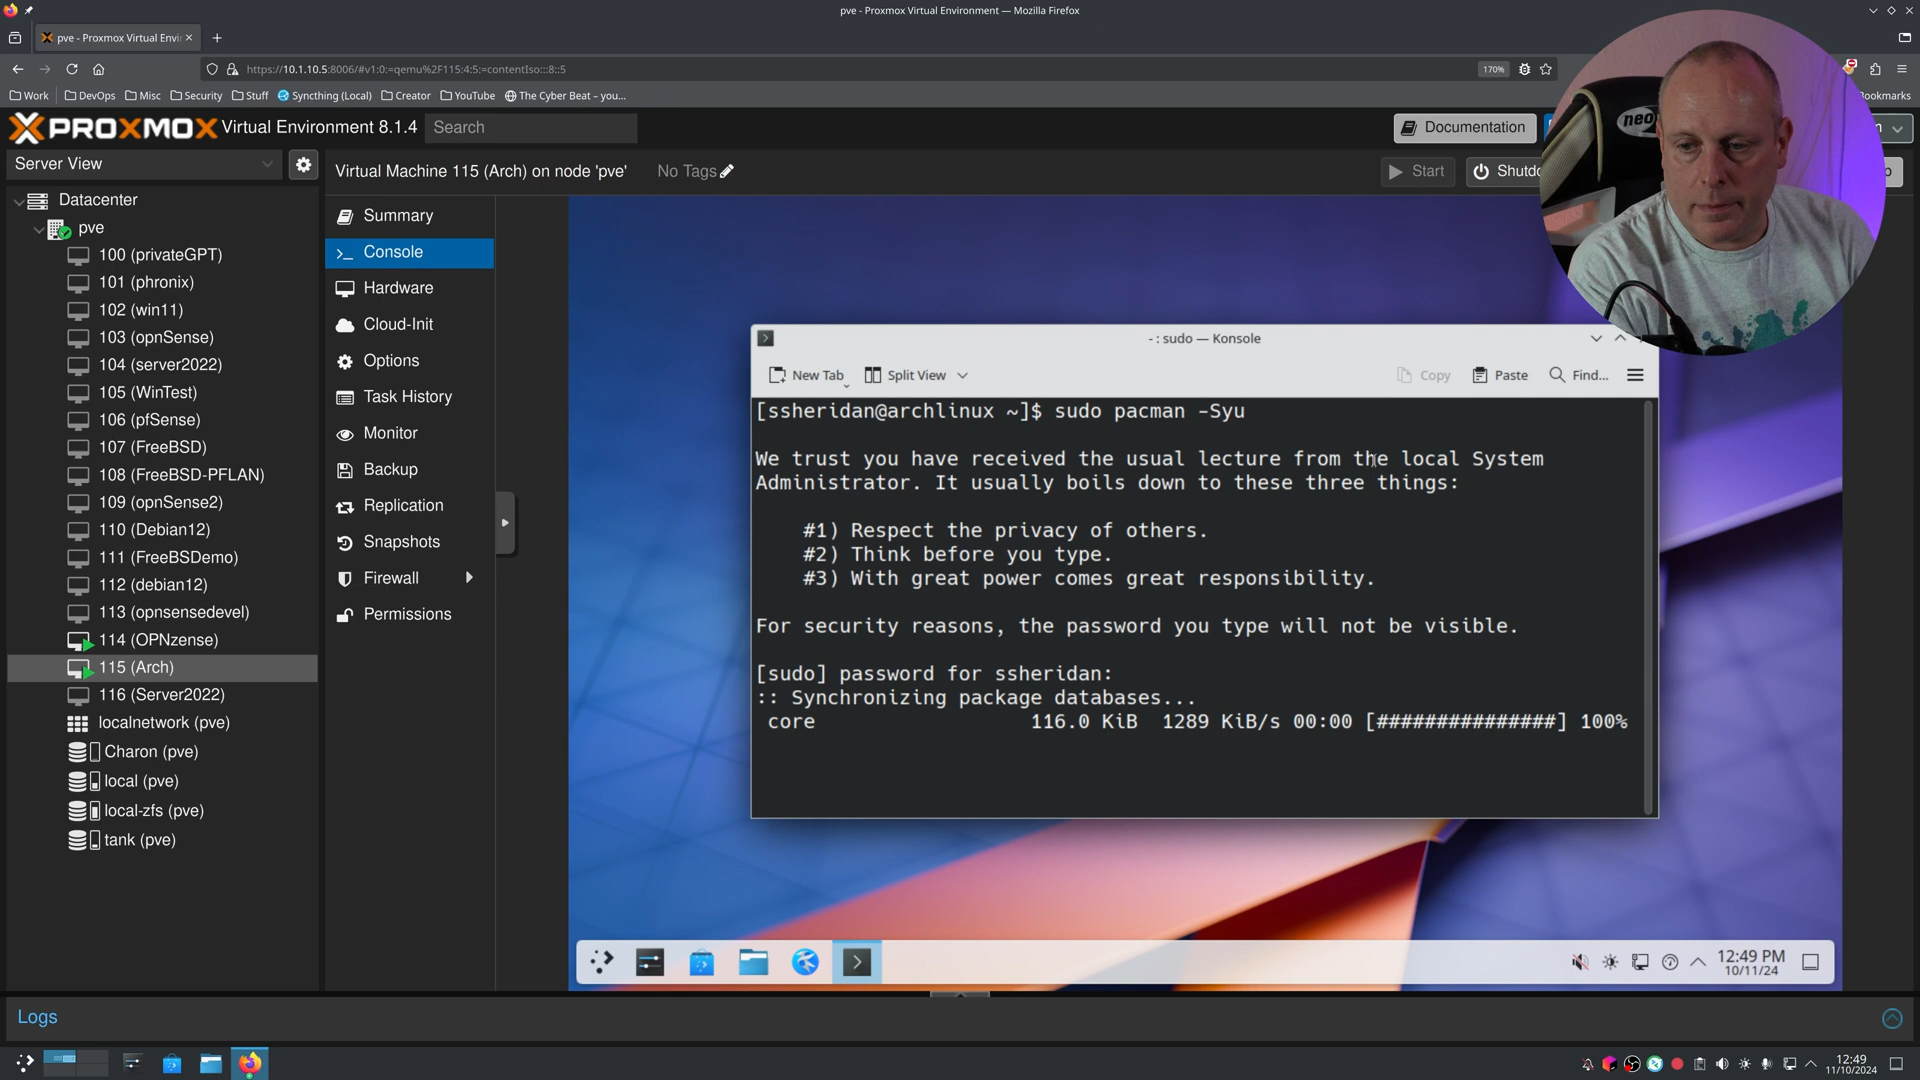 pve - Proxmox Virtual Environment — Mozilla Firefox
pve - Proxmox Virtual Envi
https://10.1.10.5:8006/#v1:0:=qemu%2F115:4:5:=contentIso:::8::5
170%
Work
DevOps
Misc
Security
Stuff
Syncthing (Local)
Creator
YouTube
The Cyber Beat – you...
ookmarks
PROXMOX
Virtual Environment 8.1.4
Search
Documentation
n
Server View
Virtual Machine 115 (Arch) on node 'pve'
No Tags
Start
Shutdo
Datacenter
pve
100 (privateGPT)
101 (phronix)
102 (win11)
103 (opnSense)
104 (server2022)
105 (WinTest)
106 (pfSense)
107 (FreeBSD)
108 (FreeBSD-PFLAN)
109 (opnSense2)
110 (Debian12)
111 (FreeBSDemo)
112 (debian12)
113 (opnsensedevel)
114 (OPNzense)
115 (Arch)
116 (Server2022)
localnetwork (pve)
Charon (pve)
local (pve)
local-zfs (pve)
tank (pve)
Summary
Console
Hardware
Cloud-Init
Options
Task History
Monitor
Backup
Replication
Snapshots
Firewall
Permissions
neo
- : sudo — Konsole
New Tab
Split View
Copy
Paste
Find...
[ssheridan@archlinux ~]$ sudo pacman -Syu
We trust you have received the usual lecture from the local System
Administrator. It usually boils down to these three things:
#1) Respect the privacy of others.
#2) Think before you type.
#3) With great power comes great responsibility.
For security reasons, the password you type will not be visible.
[sudo] password for ssheridan:
:: Synchronizing package databases...
core 116.0 KiB 1289 KiB/s 00:00 [###############] 100%
12:49 PM
10/11/24
Logs
12:49
11/10/2024